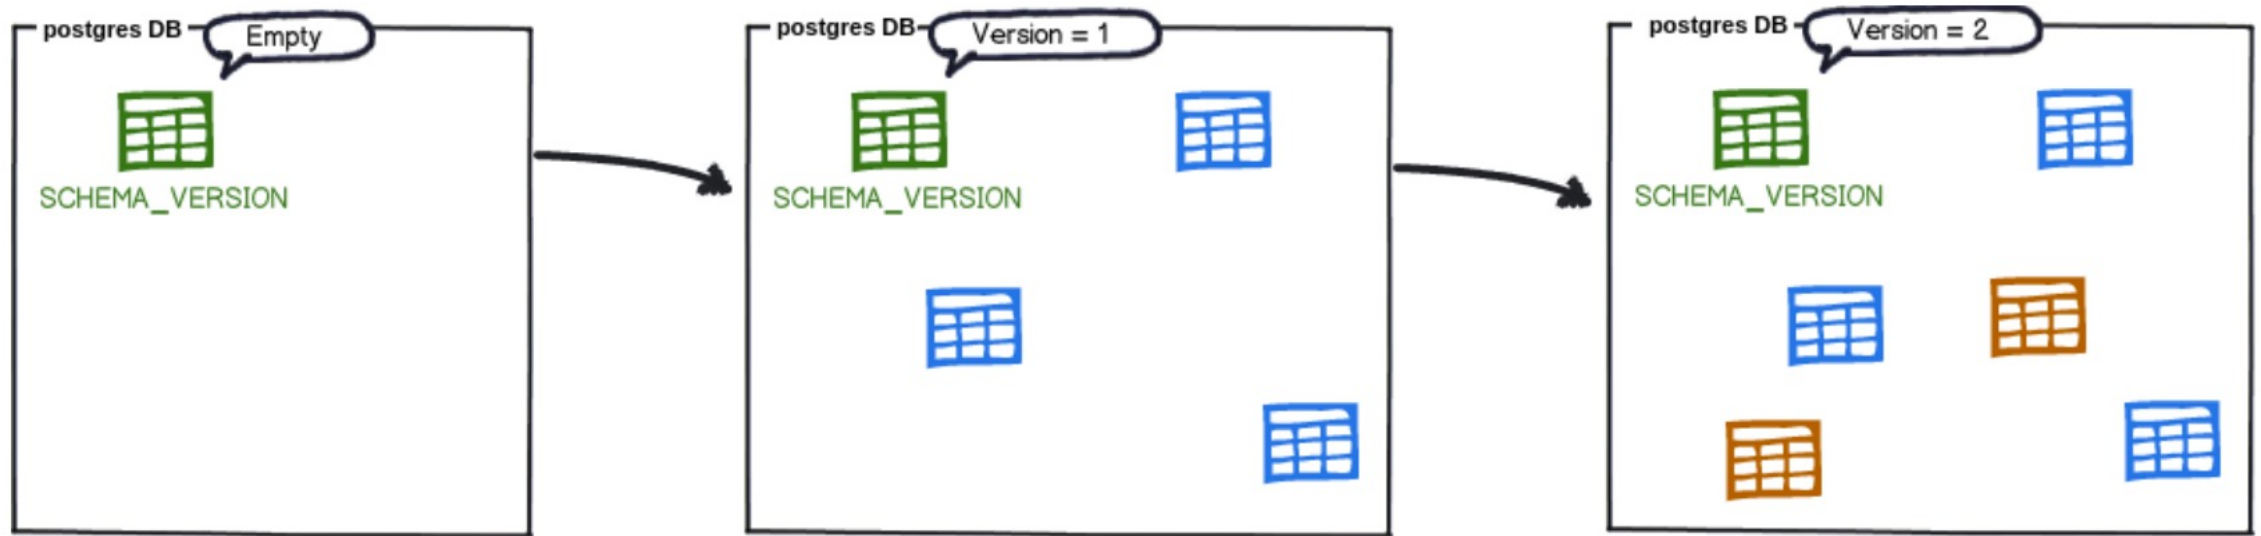 postgres DB
Empty
SCHEMA_VERSION
postgres DB
Version = 1
SCHEMA_VERSION
postgres DB
Version = 2
SCHEMA_VERSION